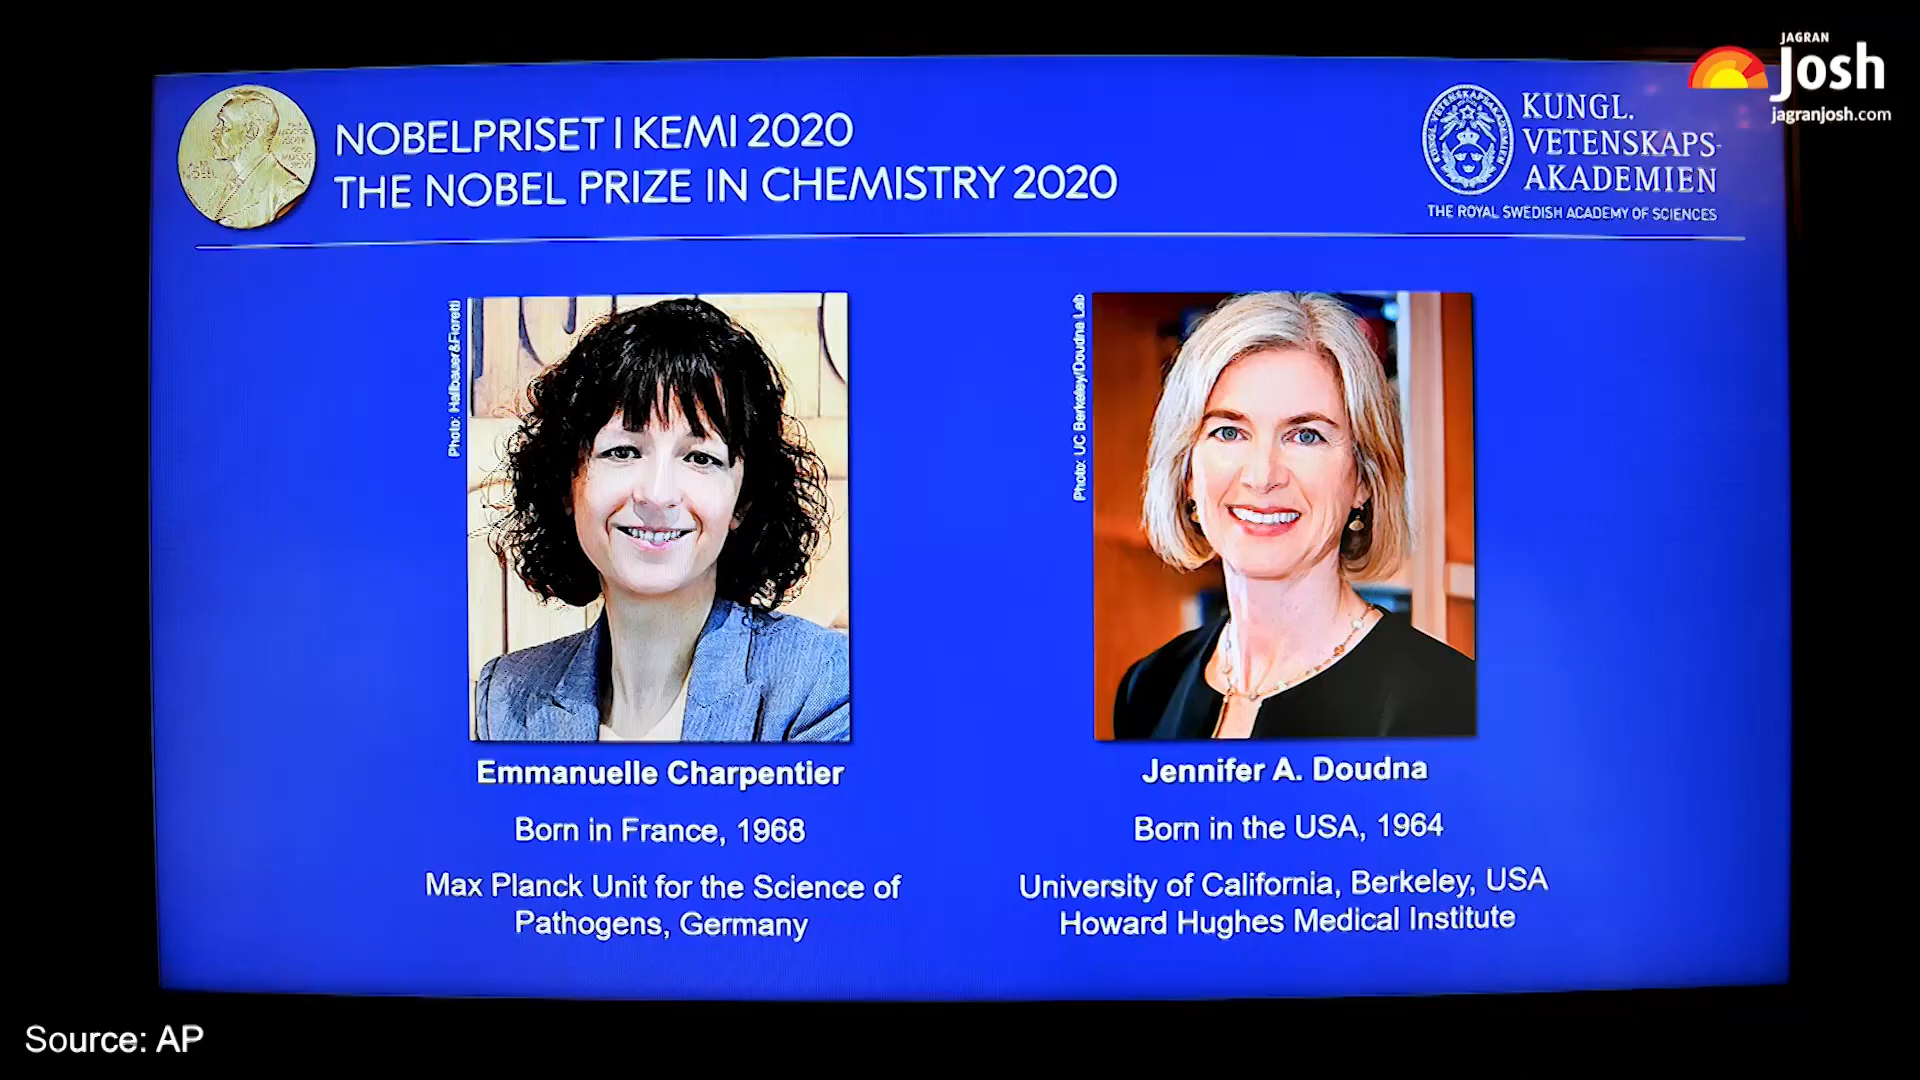 JAGRAN
Josh
jagranjosh.com
NOBELPRISET I KEMI 2020
THE NOBEL PRIZE IN CHEMISTRY 2020
KUNGL.
VETENSKAPS-
AKADEMIEN
THE ROYAL SWEDISH ACADEMY OF SCIENCES
Photo: Hallbauer&Fioretti
Photo: UC Berkeley/Doudna Lab
Emmanuelle Charpentier
Born in France, 1968
Max Planck Unit for the Science of
Pathogens, Germany
Jennifer A. Doudna
Born in the USA, 1964
University of California, Berkeley, USA
Howard Hughes Medical Institute
Source: AP